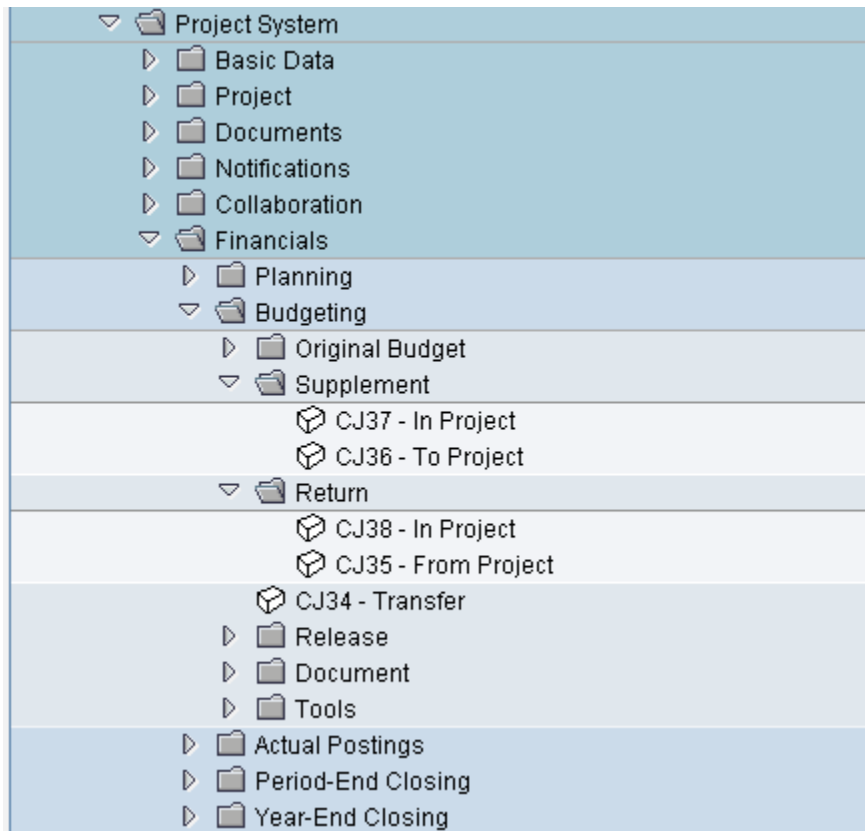 Project System
Basic Data
Project
Documents
Notifications
Collaboration
Financials
Planning
Budgeting
Original Budget
Supplement
CJ37 - In Project
CJ36 - To Project
Return
CJ38 - In Project
CJ35 - From Project
CJ34 - Transfer
Release
Document
Tools
Actual Postings
Period-End Closing
Year-End Closing